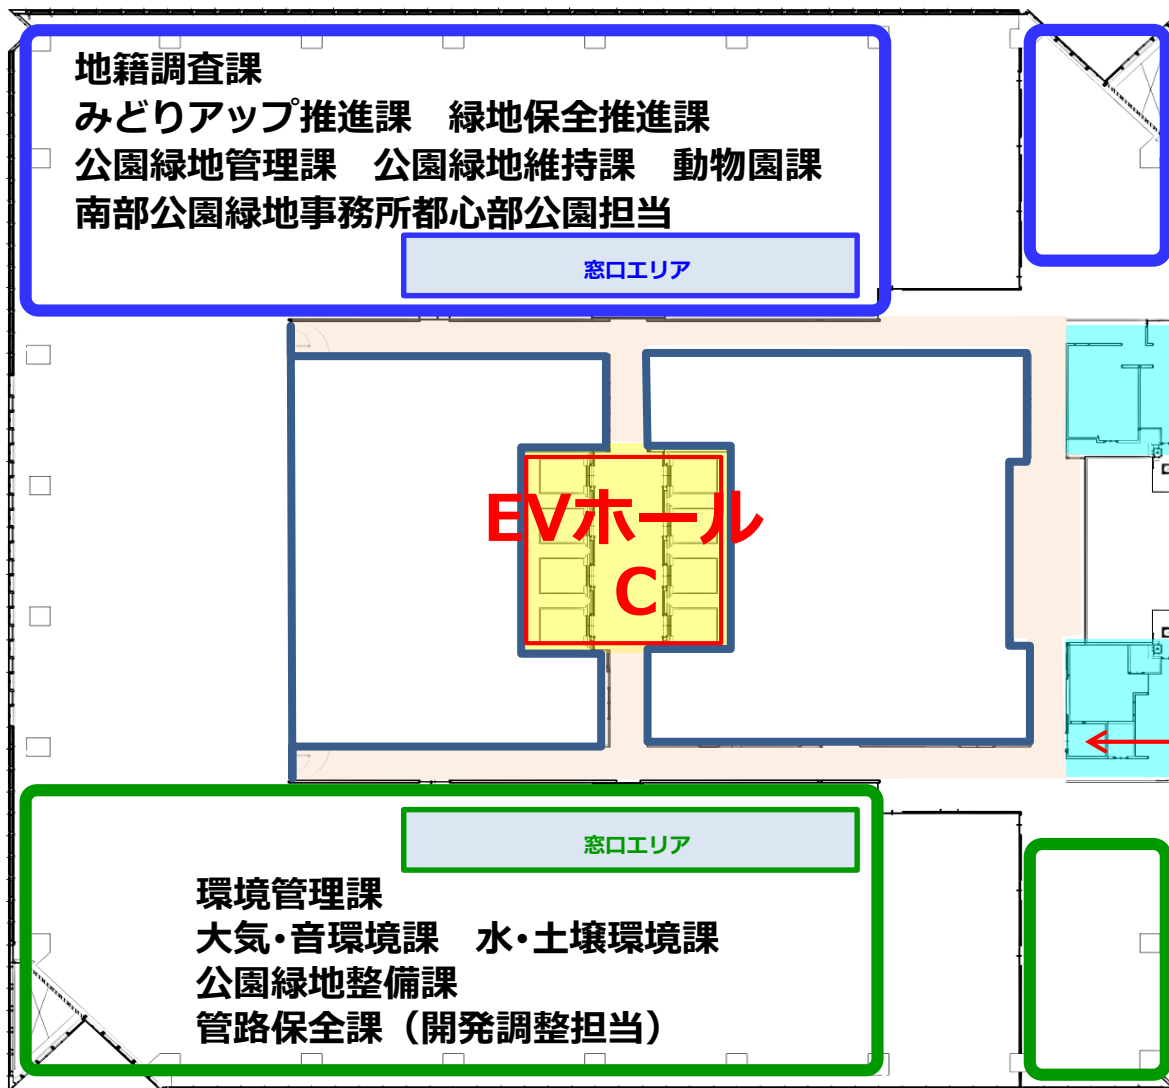 地籍調査課
みどりアップ推進課　緑地保全推進課
公園緑地管理課　公園緑地維持課　動物園課
南部公園緑地事務所都心部公園担当
窓口エリア
EVホール
C
窓口エリア
環境管理課
大気・音環境課　水・土壌環境課
公園緑地整備課
管路保全課（開発調整担当）